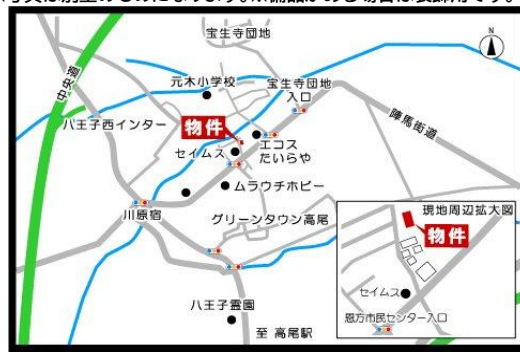 宝生寺団地
N
中央道
元木小学校
宝生寺団地
入口
八王子西インター
物件
陣馬街道
エコス
たいらや
セイムス
ムラウチホビー
川原宿
グリーンタウン高尾
現地周辺拡大図
物件
セイムス
恩方市民センター入口
八王子霊園
至 高尾駅